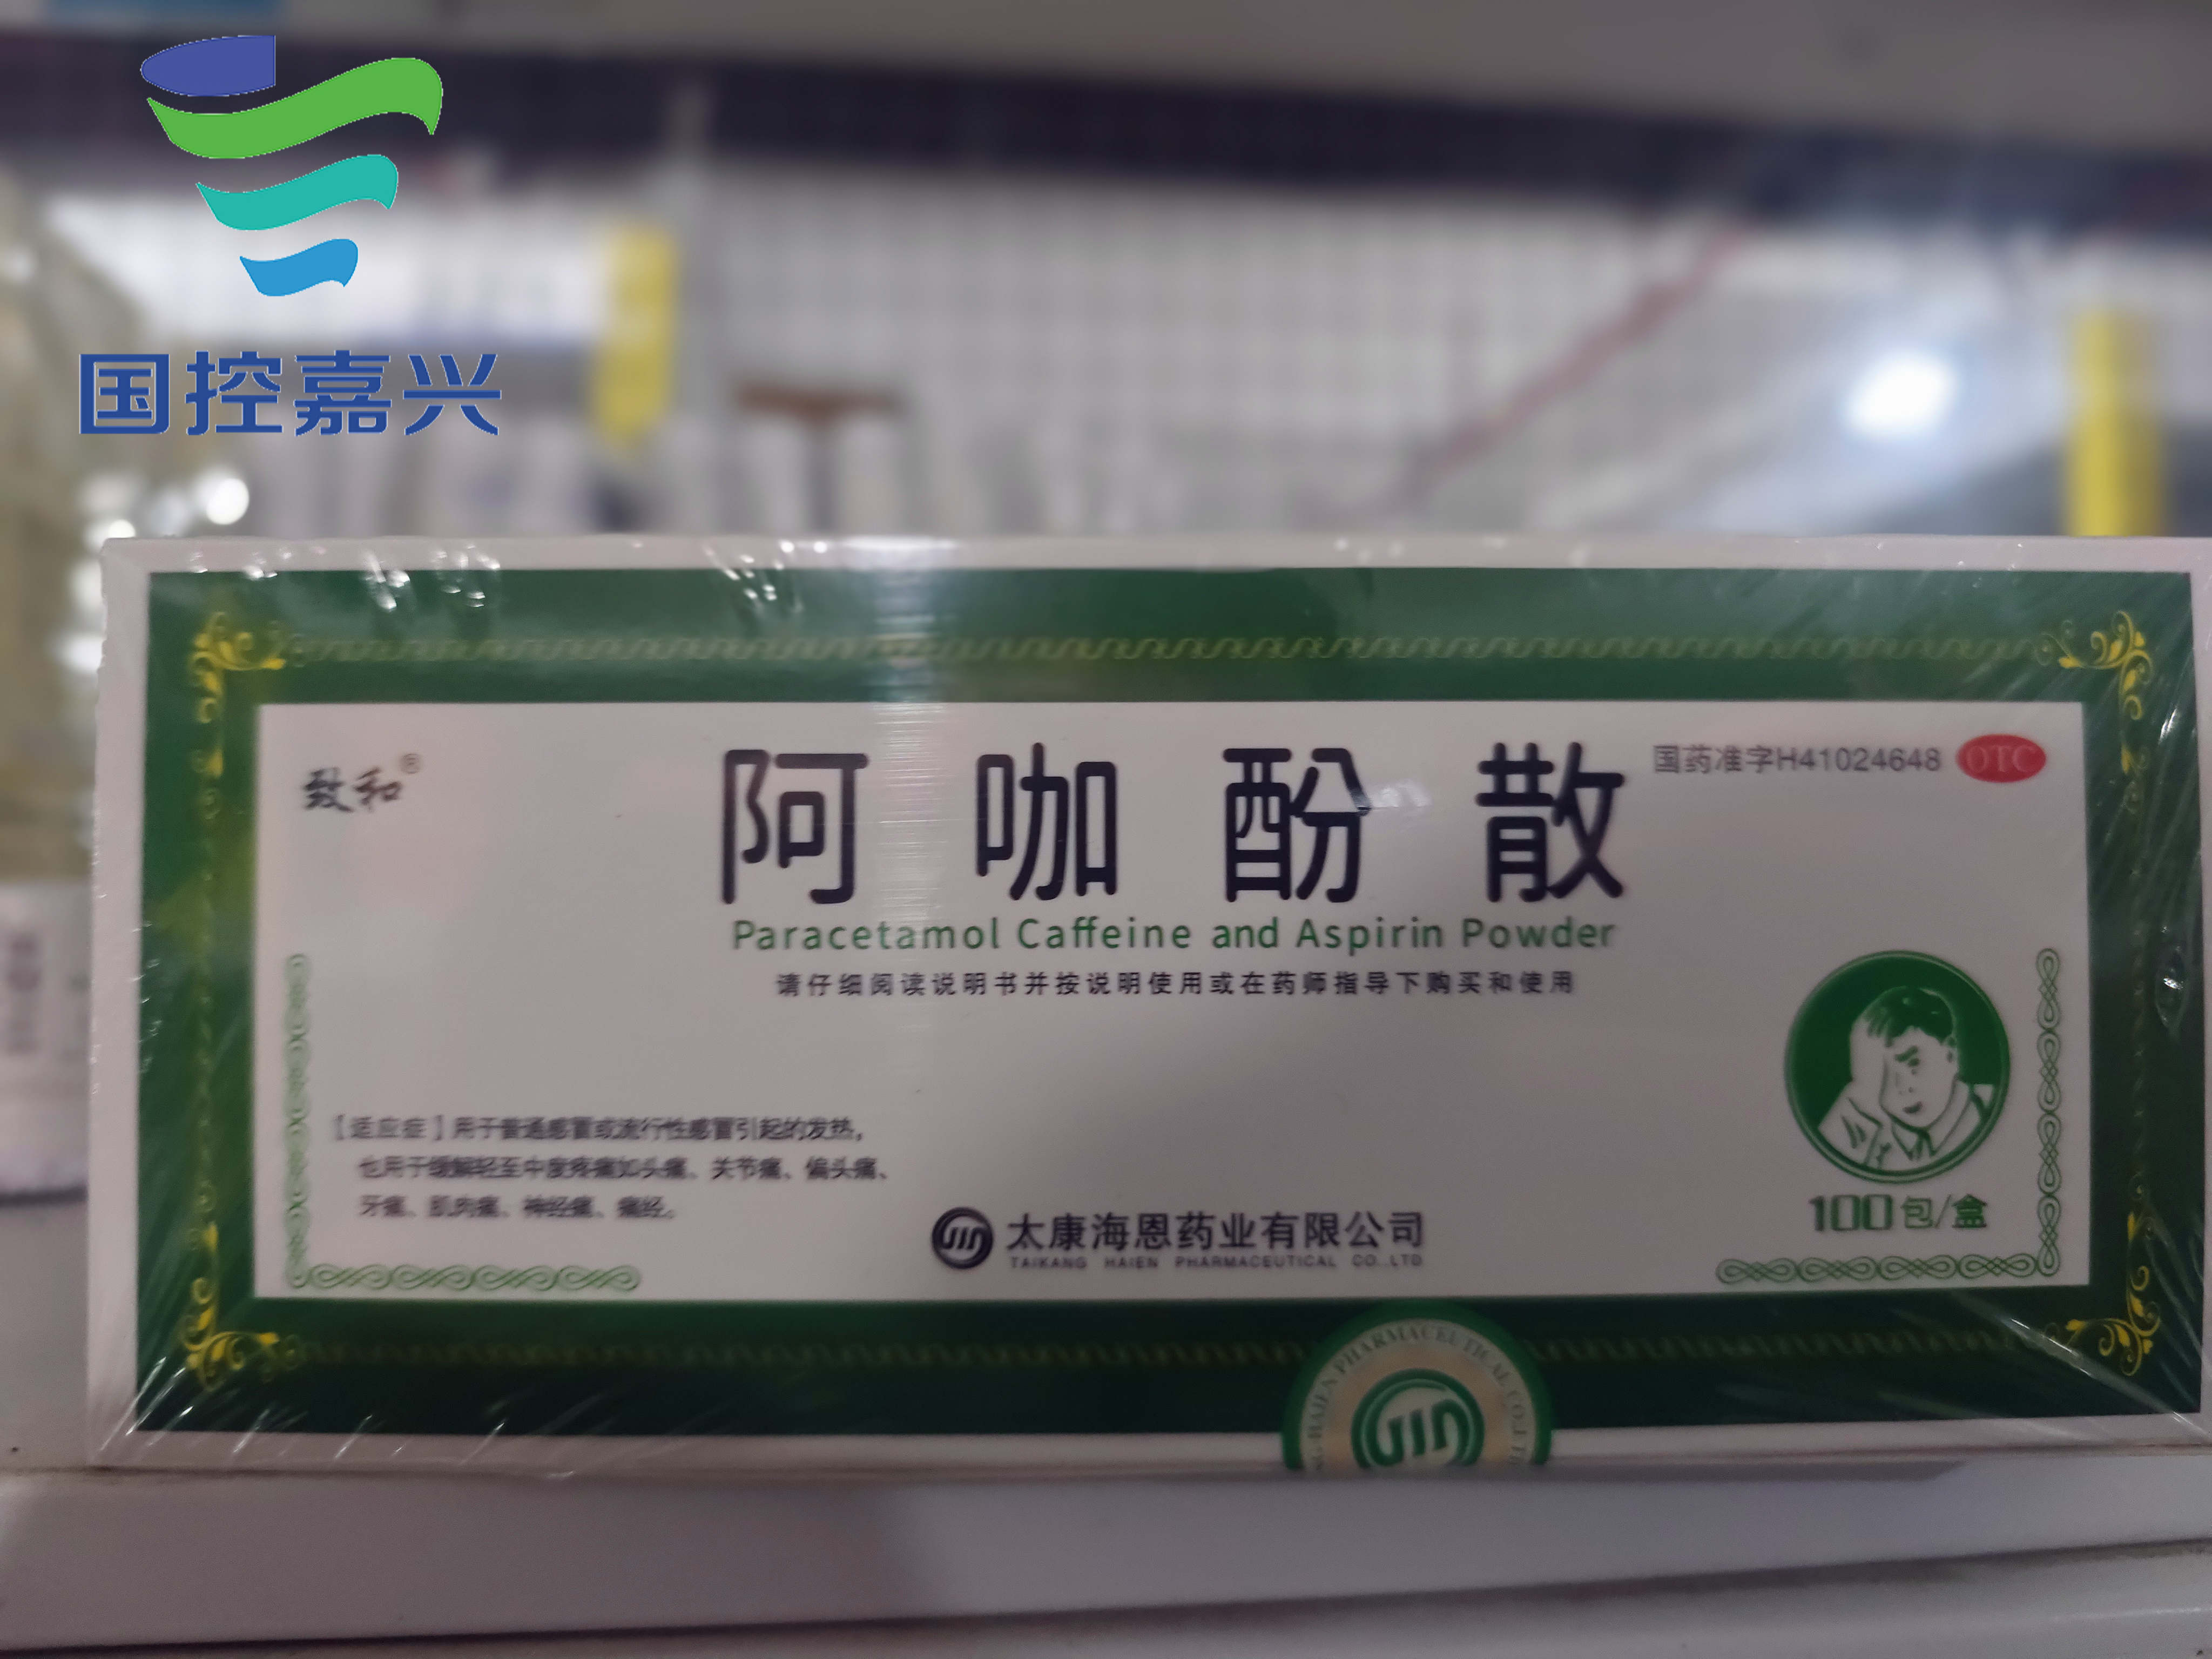 国控嘉兴
致和®
阿咖酚散
国药准字H41024648 OTC
Paracetamol Caffeine and Aspirin Powder
请仔细阅读说明书并按说明使用或在药师指导下购买和使用
【适应症】用于普通感冒或流行性感冒引起的发热，
也用于缓解轻至中度疼痛如头痛、关节痛、偏头痛、
牙痛、肌肉痛、神经痛、痛经。
100包/盒
太康海恩药业有限公司
TAIKANG HAIEN PHARMACEUTICAL CO.,LTD
HAIEN PHARMACEUTICAL CO.,LTD